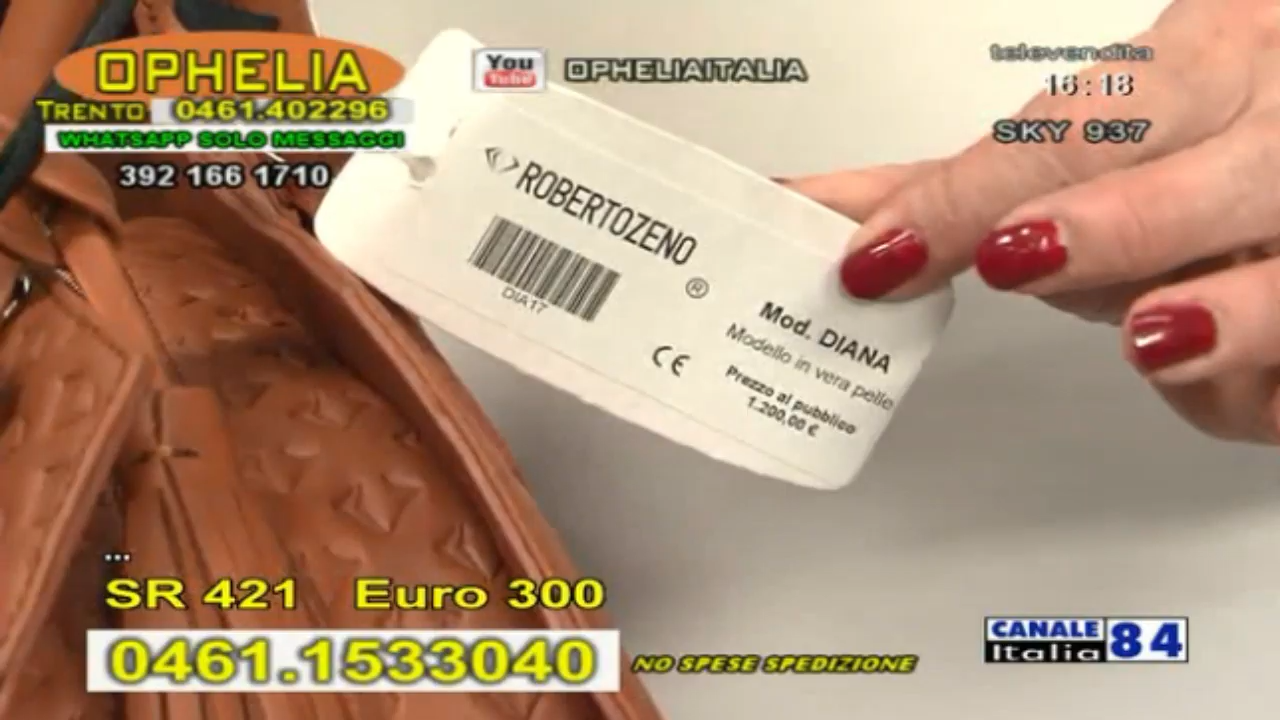 OPHELIA
TRENTO 0461.402296
WHATSAPP SOLO MESSAGGI
392 166 1710
You Tube OPHELIAITALIA
televendita
16:18
SKY 937
ROBERTOZENO
®
DIA17
CE
Mod. DIANA
Modello in vera pelle
Prezzo al pubblico
1.200,00 €
...
SR 421 Euro 300
0461.1533040
NO SPESE SPEDIZIONE
CANALE Italia 84